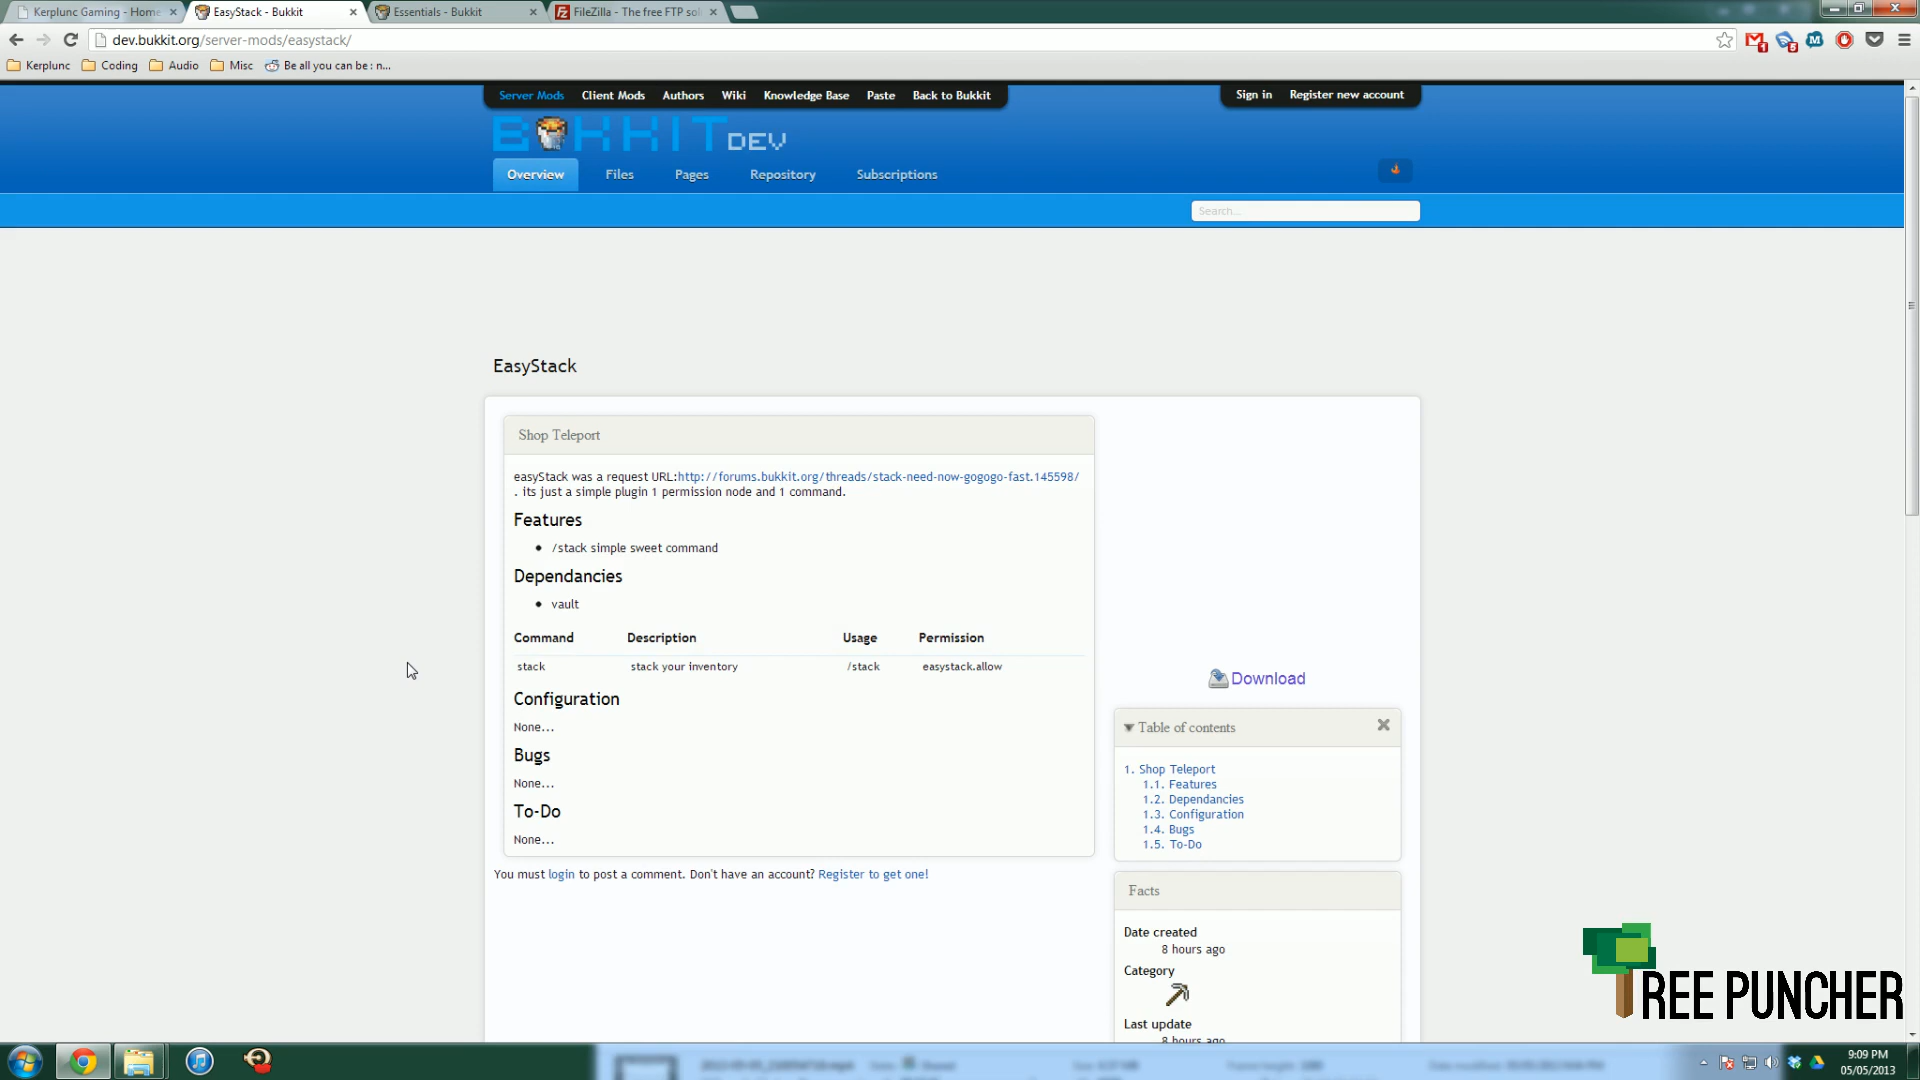 Kerplunc Gaming - Home
EasyStack - Bukkit
Essentials - Bukkit
FileZilla - The free FTP sol
dev.bukkit.org/server-mods/easystack/
Kerplunc
Coding
Audio
Misc
Be all you can be : n...
Server Mods
Client Mods
Authors
Wiki
Knowledge Base
Paste
Back to Bukkit
Sign in
Register new account
BUKKIT DEV
Overview
Files
Pages
Repository
Subscriptions
Search...
EasyStack
Shop Teleport
easyStack was a request URL:http://forums.bukkit.org/threads/stack-need-now-gogogo-fast.145598/
. its just a simple plugin 1 permission node and 1 command.
Features
/stack simple sweet command
Dependancies
vault
Command Description Usage Permission
stack stack your inventory /stack easystack.allow
Configuration
None...
Bugs
None...
To-Do
None...
You must login to post a comment. Don't have an account? Register to get one!
Download
Table of contents
1. Shop Teleport
1.1. Features
1.2. Dependancies
1.3. Configuration
1.4. Bugs
1.5. To-Do
Facts
Date created
8 hours ago
Category
Last update
8 hours ago
TREE PUNCHER
9:09 PM
05/05/2013